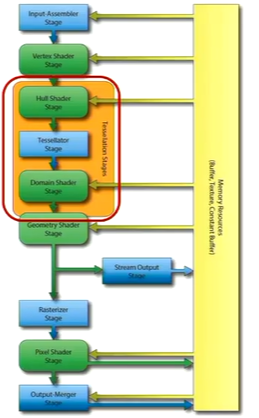 Input-Assembler
Stage
Vertex Shader
Stage
Hull Shader
Stage
Tessellator
Stage
Domain Shader
Stage
Tesselation Stages
Geometry Shader
Stage
Stream Output
Stage
Rasterizer
Stage
Pixel Shader
Stage
Output-Merger
Stage
Memory Resources
(Buffer, Texture, Constant Buffer)